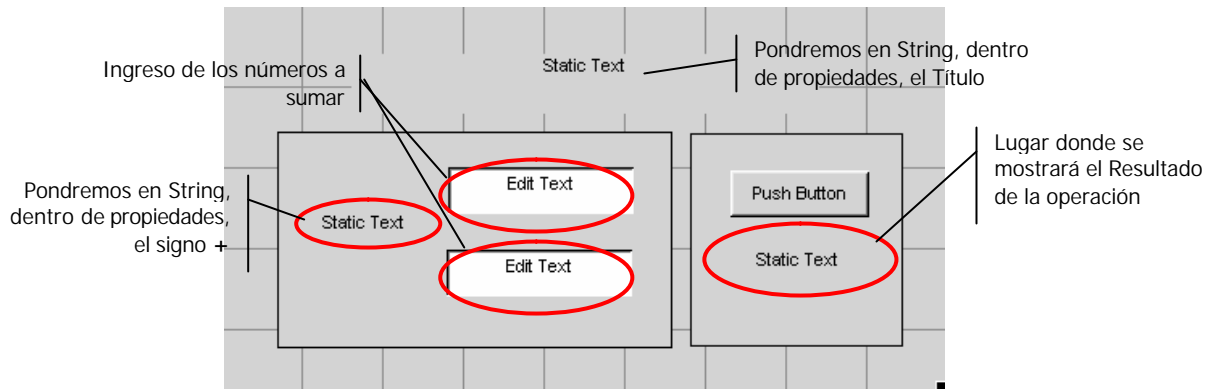 Ingreso de los números a
sumar
Static Text
Pondremos en String, dentro
de propiedades, el Título
Lugar donde se
mostrará el Resultado
de la operación
Pondremos en String,
dentro de propiedades,
el signo +
Static Text
Edit Text
Edit Text
Push Button
Static Text